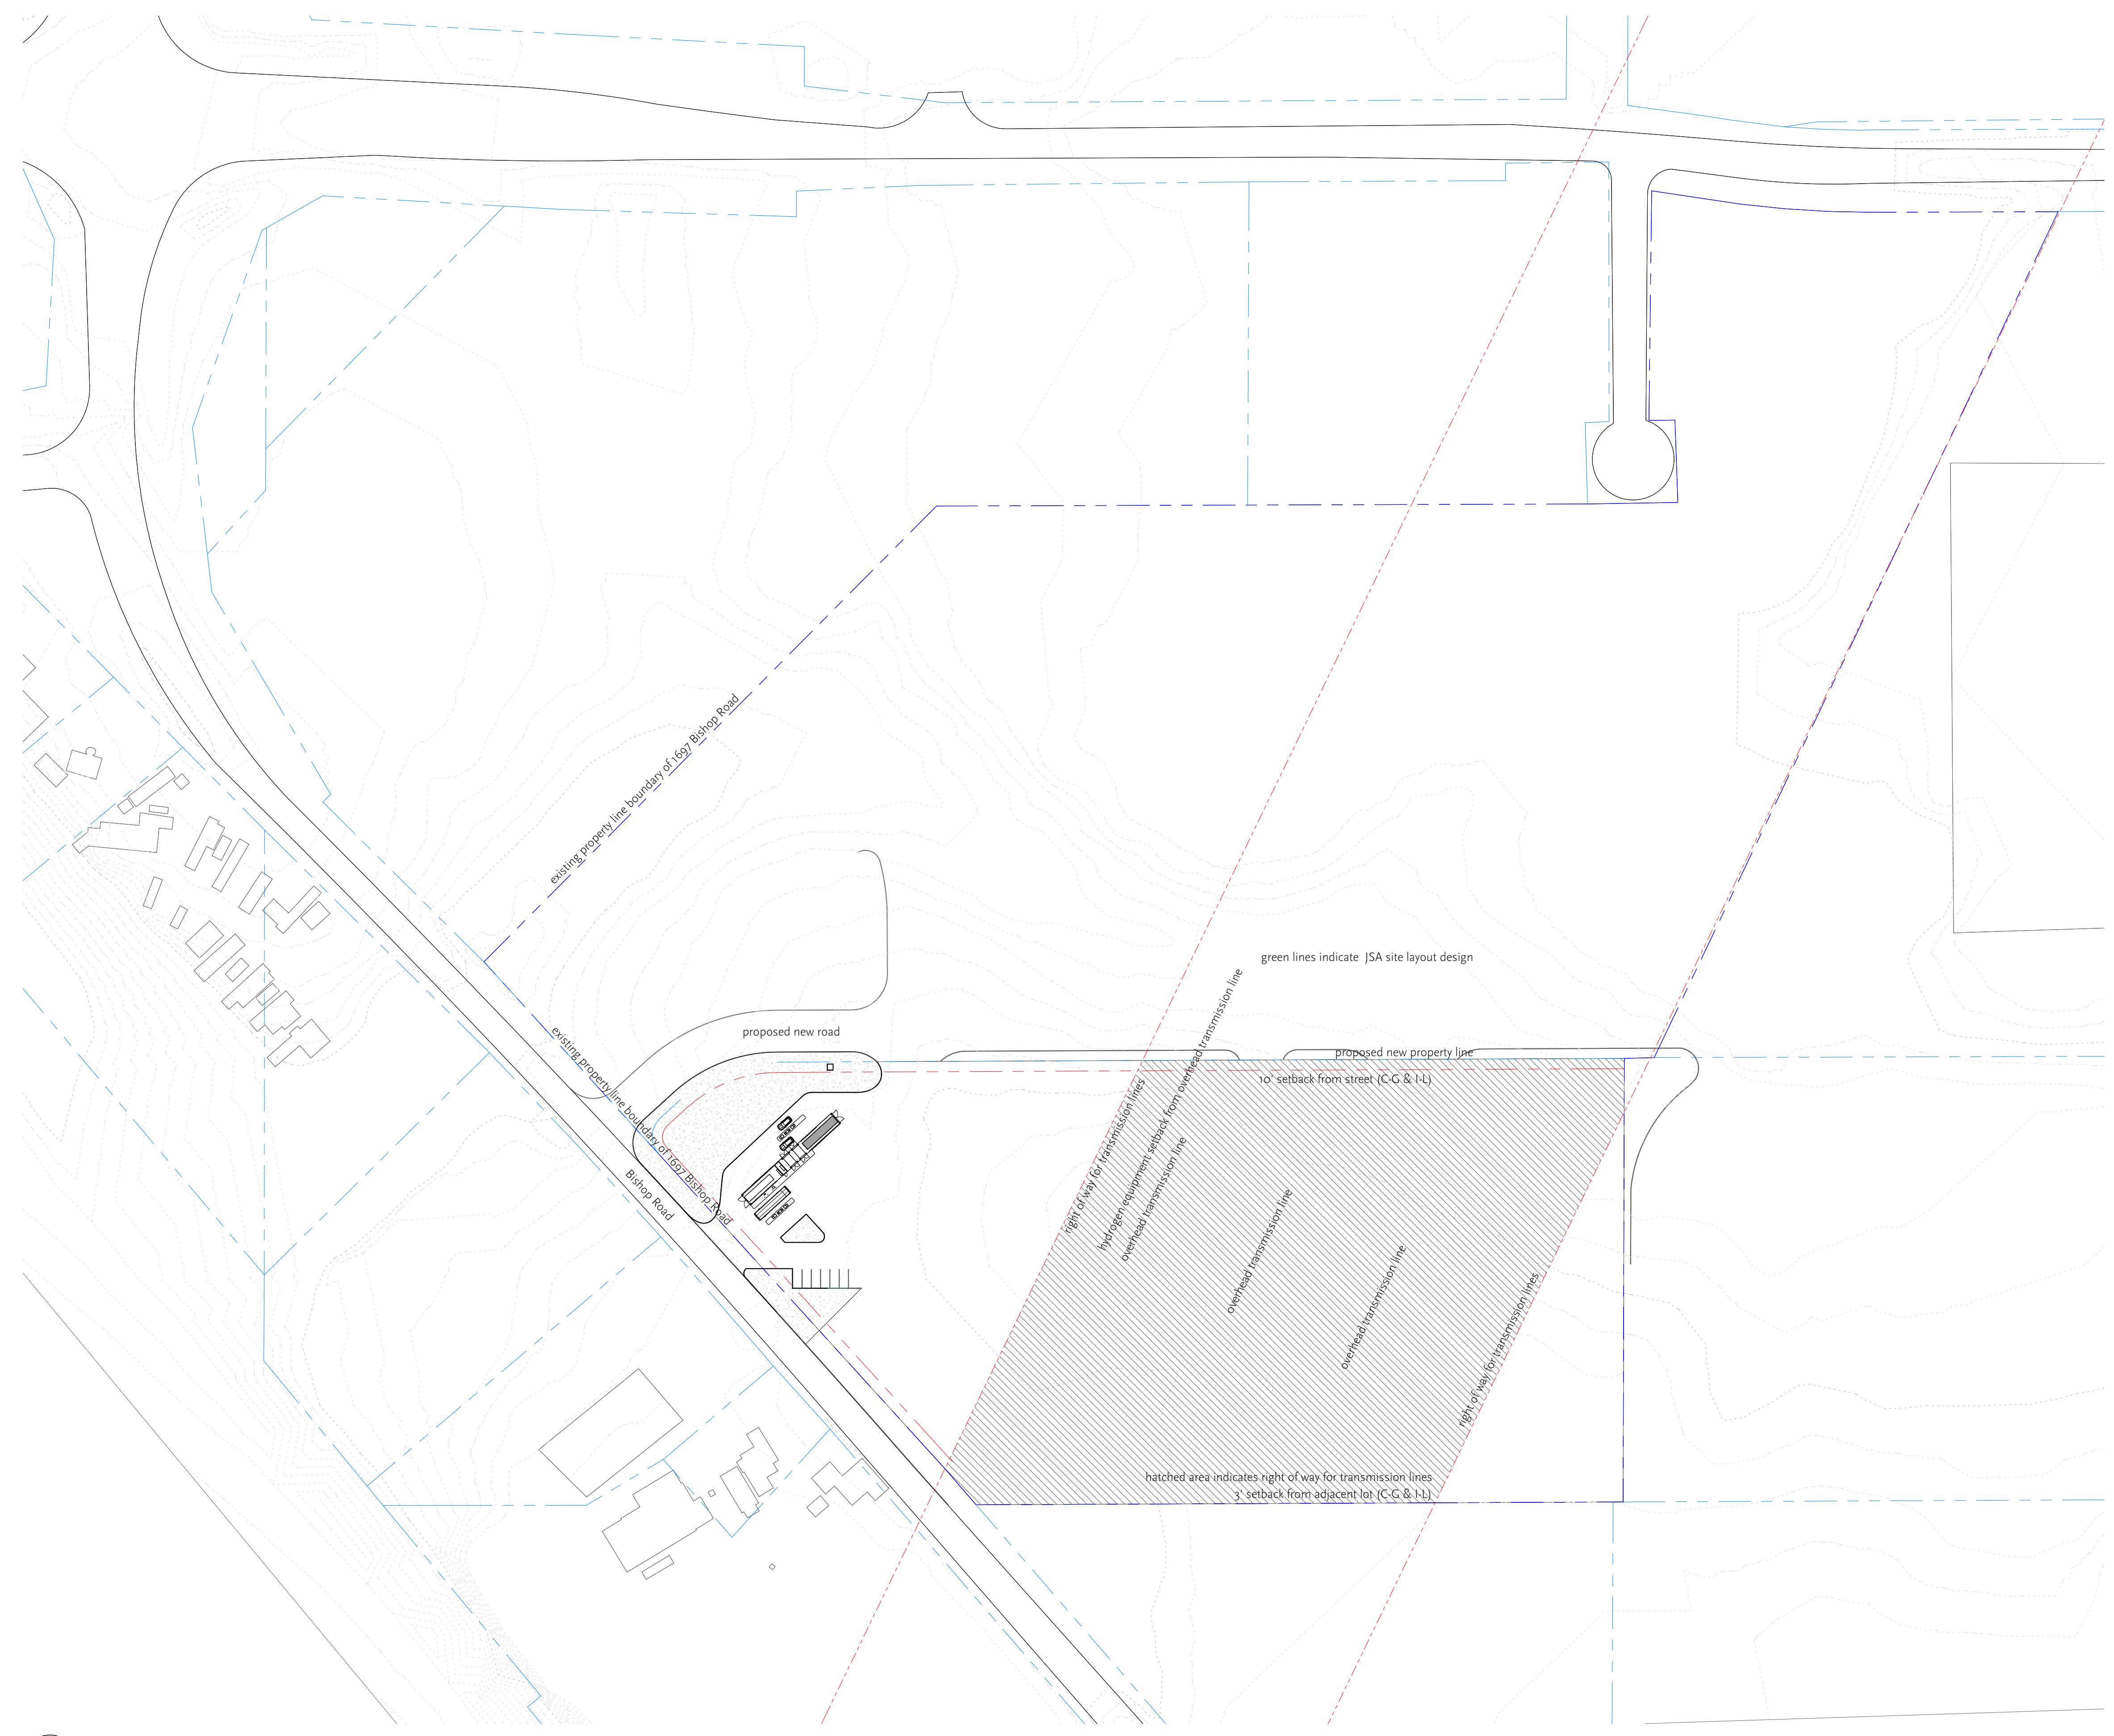 existing property line boundary of 1697 Bishop Road
green lines indicate JSA site layout design
proposed new road
existing property line boundary of 1697 Bishop Road
Bishop Road
proposed new property line
10' setback from street (C-G & I-L)
right of way for transmission lines
hydrogen equipment setback from overhead transmission line
overhead transmission line
overhead transmission line
overhead transmission line
right of way for transmission lines
hatched area indicates right of way for transmission lines
3' setback from adjacent lot (C-G & I-L)